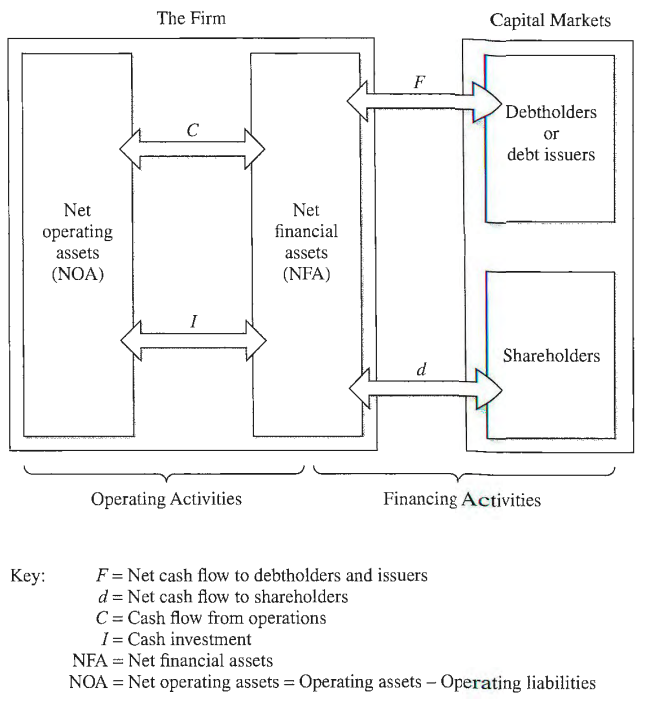 The Firm
Capital Markets
F
Debtholders
or
debt issuers
C
Net
operating
assets
(NOA)
Net
financial
assets
(NFA)
I
Shareholders
d
Operating Activities
Financing Activities
Key:
F = Net cash flow to debtholders and issuers
d = Net cash flow to shareholders
C = Cash flow from operations
I = Cash investment
NFA = Net financial assets
NOA = Net operating assets = Operating assets – Operating liabilities